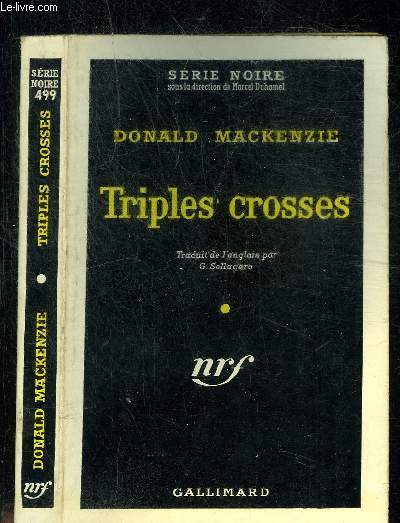 Le-livre.com
SÉRIE
NOIRE
499
TRIPLES CROSSES
DONALD MACKENZIE
nrf
SÉRIE NOIRE
sous la direction de Marcel Duhamel
DONALD MACKENZIE
Triples crosses
Traduit de l'anglais par
G. Sollacaro
nrf
GALLIMARD